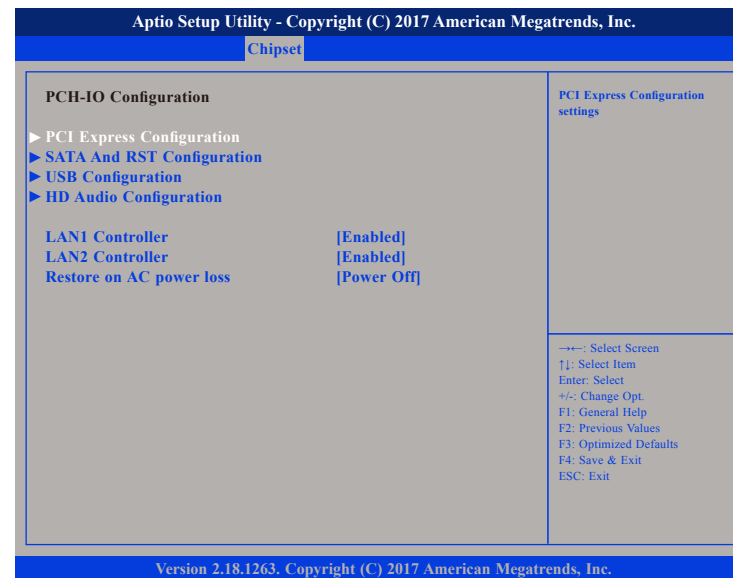 Aptio Setup Utility - Copyright (C) 2017 American Megatrends, Inc.
Chipset
PCH-IO Configuration
▶ PCI Express Configuration
▶ SATA And RST Configuration
▶ USB Configuration
▶ HD Audio Configuration
LAN1 Controller [Enabled]
LAN2 Controller [Enabled]
Restore on AC power loss [Power Off]
PCI Express Configuration
settings
→←: Select Screen
↑↓: Select Item
Enter: Select
+/-: Change Opt.
F1: General Help
F2: Previous Values
F3: Optimized Defaults
F4: Save & Exit
ESC: Exit
Version 2.18.1263. Copyright (C) 2017 American Megatrends, Inc.